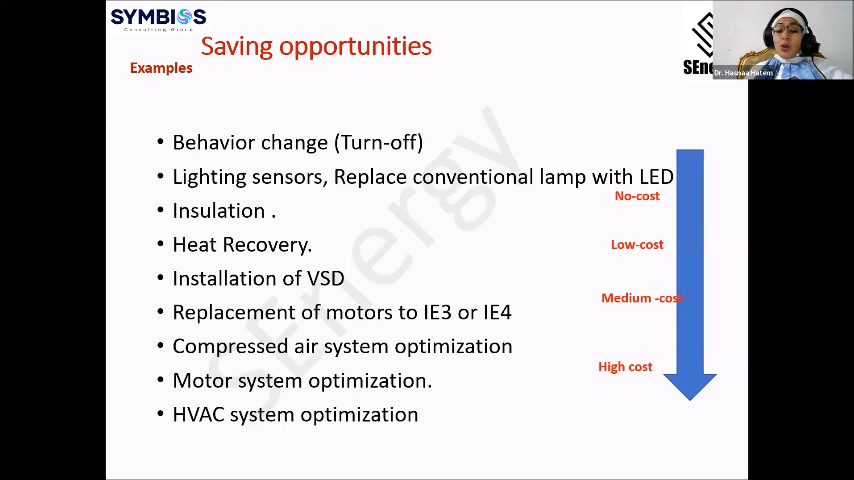 SYMBIOS
Consulting Group
Saving opportunities
Examples
Dr. Hasnaa Hatem
• Behavior change (Turn-off)
• Lighting sensors, Replace conventional lamp with LED
No-cost
• Insulation .
• Heat Recovery.
Low-cost
• Installation of VSD
Medium -cost
• Replacement of motors to IE3 or IE4
• Compressed air system optimization
High cost
• Motor system optimization.
• HVAC system optimization
SEnergy